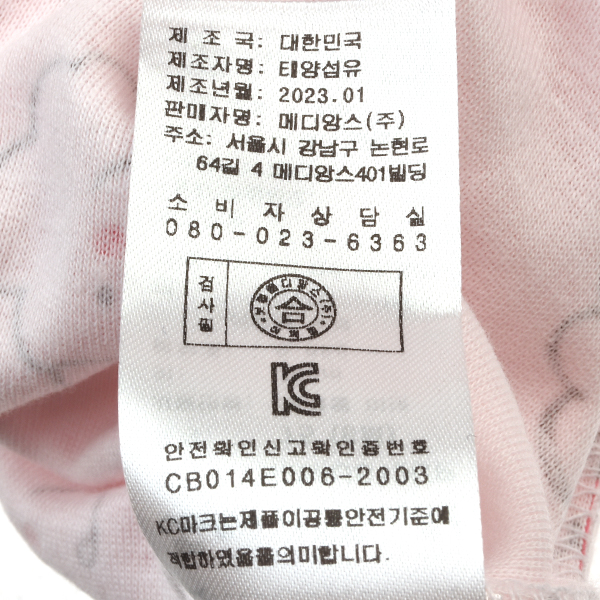 제 조 국: 대한민국
제조자명: 태양섬유
제조년월: 2023.01
판매자명: 메디앙스(주)
주소: 서울시 강남구 논현로
64길 4 메디앙스401빌딩
소 비 자 상 담 실
080-023-6363
검사필
합
KC
안전확인신고확인증번호
CB014E006-2003
KC마크는제품이공통안전기준에
적합하였음을의미합니다.